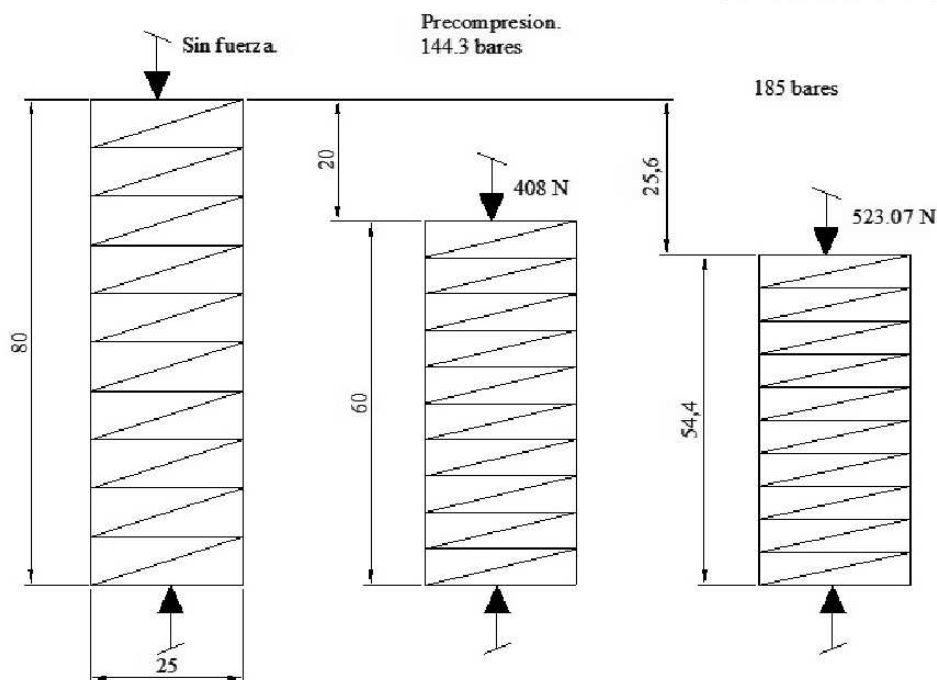 Precompresion.
144.3 bares
Sin fuerza.
185 bares
20
25,6
408 N
523.07 N
80
60
54,4
25